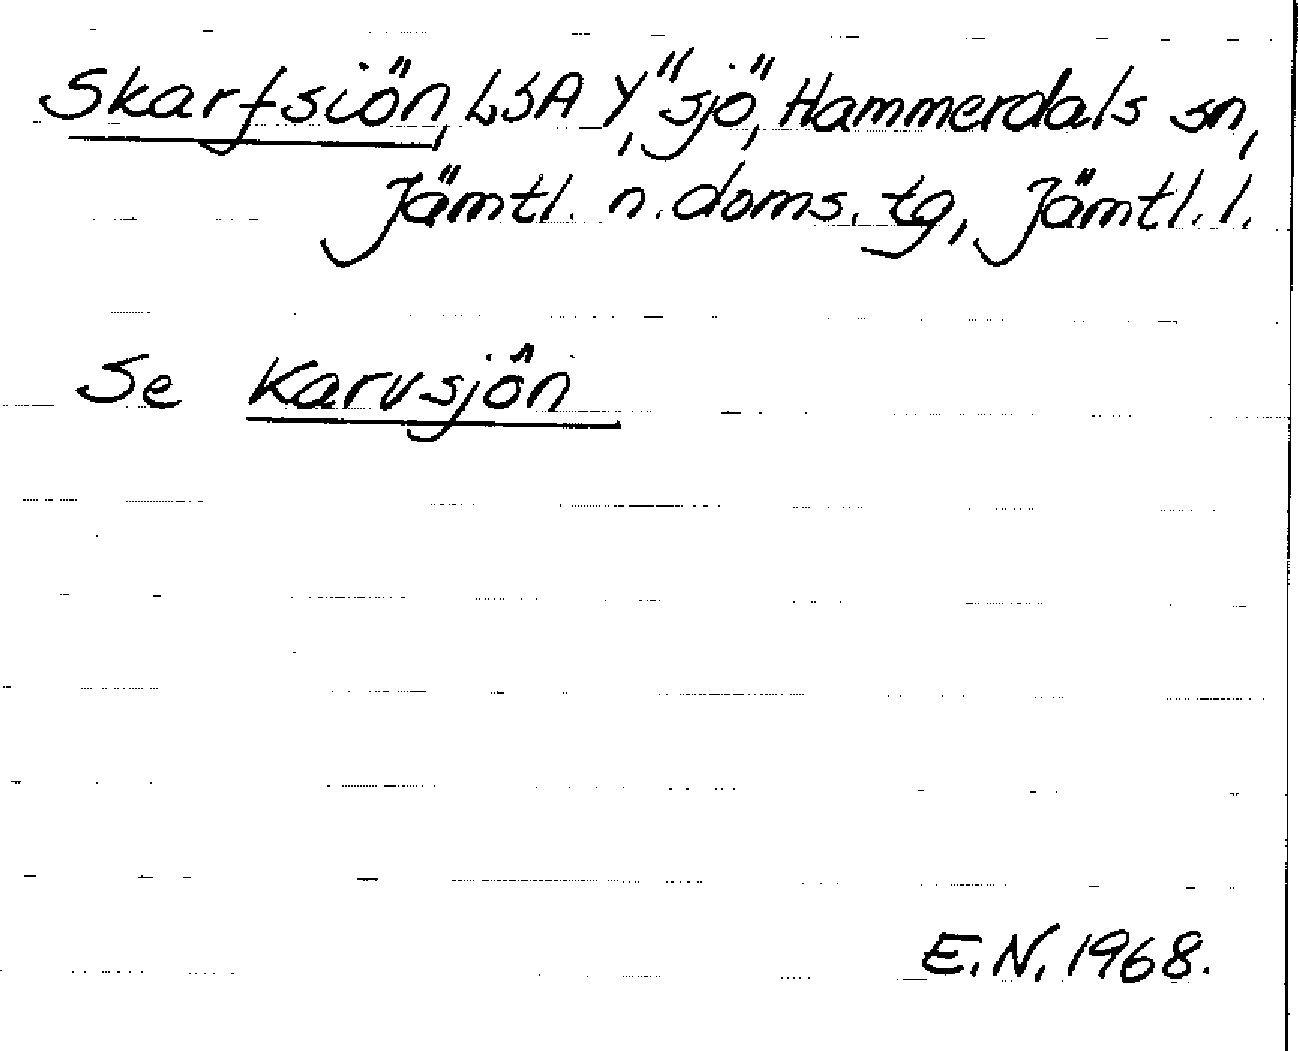 Skarfsiön, LSA Y, "sjö", Hammerdals sn,
Jämtl. n. doms. tg, Jämtl. l.
Se Karvsjön
E.N. 1968.